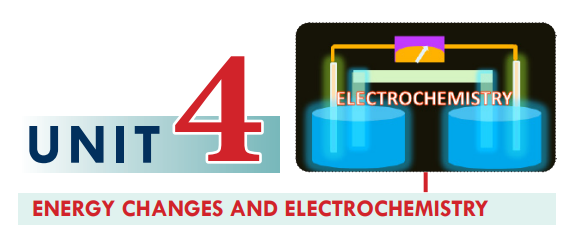 UNIT 4
ELECTROCHEMISTRY
ENERGY CHANGES AND ELECTROCHEMISTRY